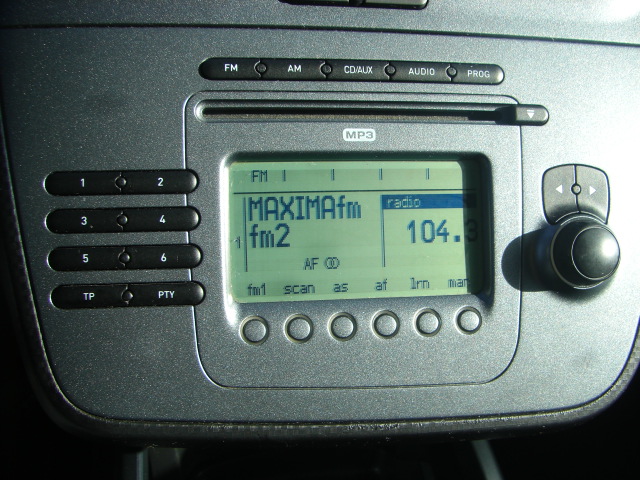 FM AM CD/AUX AUDIO PROG
MP3
1 2
3 4
5 6
TP PTY
FM
MAXIMAfm radio
fm2 104.3
1
AF
fm1 scan as af lrn man